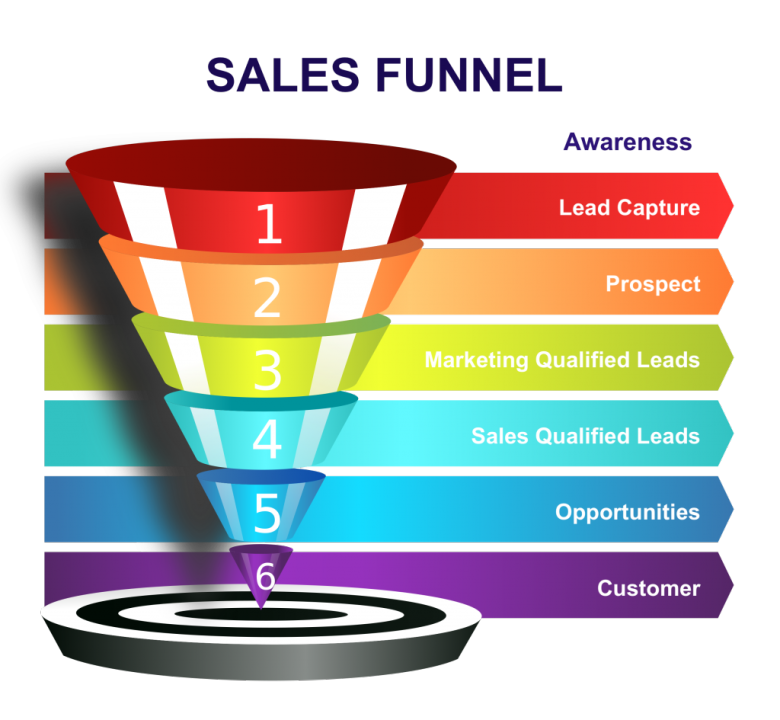 SALES FUNNEL
Awareness
1 Lead Capture
2 Prospect
3 Marketing Qualified Leads
4 Sales Qualified Leads
5 Opportunities
6 Customer